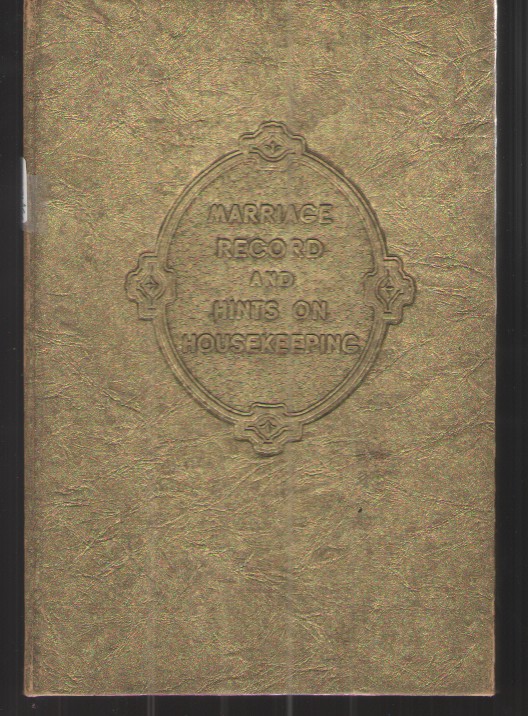 MARRIAGE
RECORD
AND
HINTS ON
HOUSEKEEPING